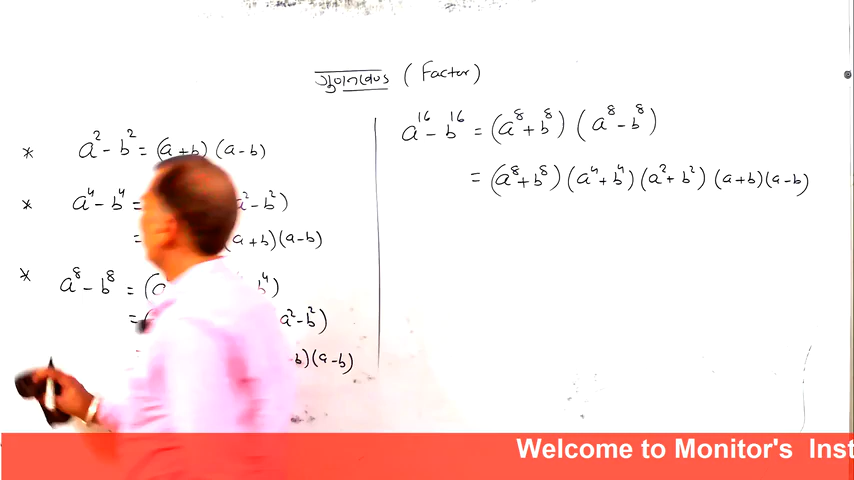 (Factor)
* a² - b² = (a + b) (a - b)
* a⁴ - b⁴ = a² - b²)
= (a + b) (a - b)
* a⁸ - b⁸ = (a b⁴)
= ( a² - b²)
b) (a - b)
a¹⁶ - b¹⁶ = (a⁸ + b⁸) (a⁸ - b⁸)
= (a⁸ + b⁸) (a⁴ + b⁴) (a² + b²) (a + b) (a - b)
Welcome to Monitor's Inst